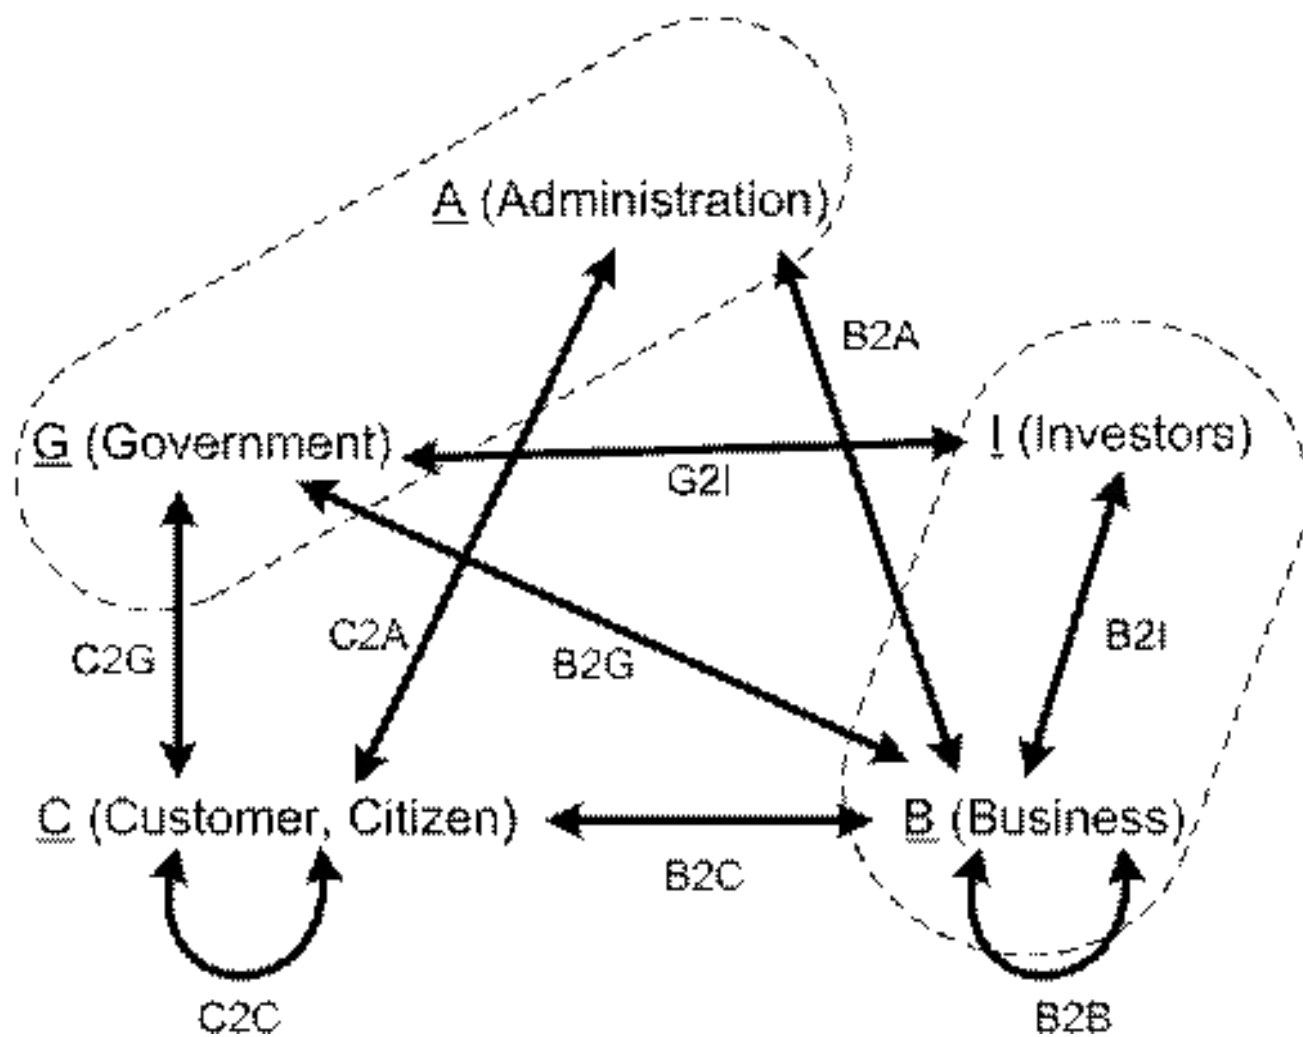 A (Administration)
B2A
G (Government)
I (Investors)
G2I
C2G
C2A
B2G
B2I
C (Customer, Citizen)
B (Business)
B2C
C2C
B2B